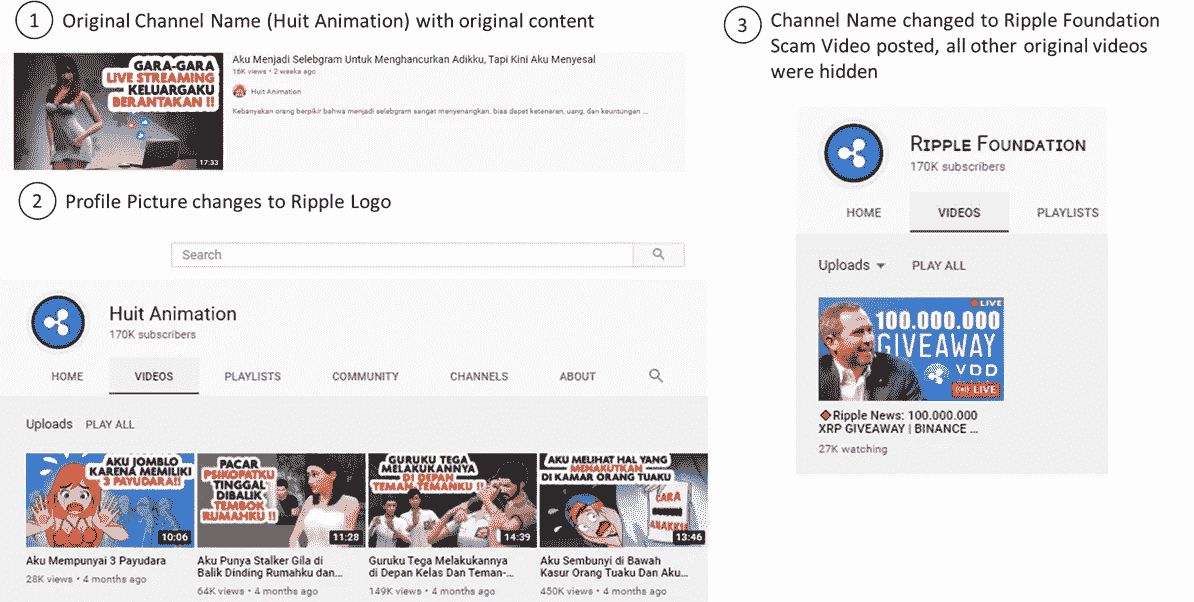 1 Original Channel Name (Huit Animation) with original content
GARA-GARA
LIVE STREAMING
KELUARGAKU
BERANTAKAN !!
17:33
Aku Menjadi Selebgram Untuk Menghancurkan Adikku, Tapi Kini Aku Menyesal
16K views • 2 weeks ago
Huit Animation
Kebanyakan orang berpikir bahwa menjadi selebgram sangat menyenangkan, bisa dapet ketenaran, uang, dan keuntungan ...
2 Profile Picture changes to Ripple Logo
Search
Huit Animation
170K subscribers
HOME VIDEOS PLAYLISTS COMMUNITY CHANNELS ABOUT
Uploads PLAY ALL
AKU JOMBLO
KARENA MEMILIKI
3 PAYUDARA!!
10:06
Aku Mempunyai 3 Payudara
28K views • 4 months ago
PACAR
PSIKOPATKU
TINGGAL
DIBALIK
TEMBOK
RUMAHKU !!
11:28
Aku Punya Stalker Gila di
Balik Dinding Rumahku dan...
64K views • 4 months ago
GURUKU TEGA
MELAKUKANNYA
DI DEPAN
TEMAN-TEMANKU !!
14:39
Guruku Tega Melakukannya
di Depan Kelas Dan Teman-...
149K views • 4 months ago
AKU MELIHAT HAL YANG
MENAKUTKAN
DI KAMAR ORANG TUAKU
CARA
ANAKKU
13:46
Aku Sembunyi di Bawah
Kasur Orang Tuaku Dan Aku...
450K views • 4 months ago
3 Channel Name changed to Ripple Foundation
Scam Video posted, all other original videos
were hidden
RIPPLE FOUNDATION
170K subscribers
HOME VIDEOS PLAYLISTS
Uploads PLAY ALL
LIVE
100.000.000
GIVEAWAY
VDD
LIVE
Ripple News: 100.000.000
XRP GIVEAWAY | BINANCE ...
27K watching